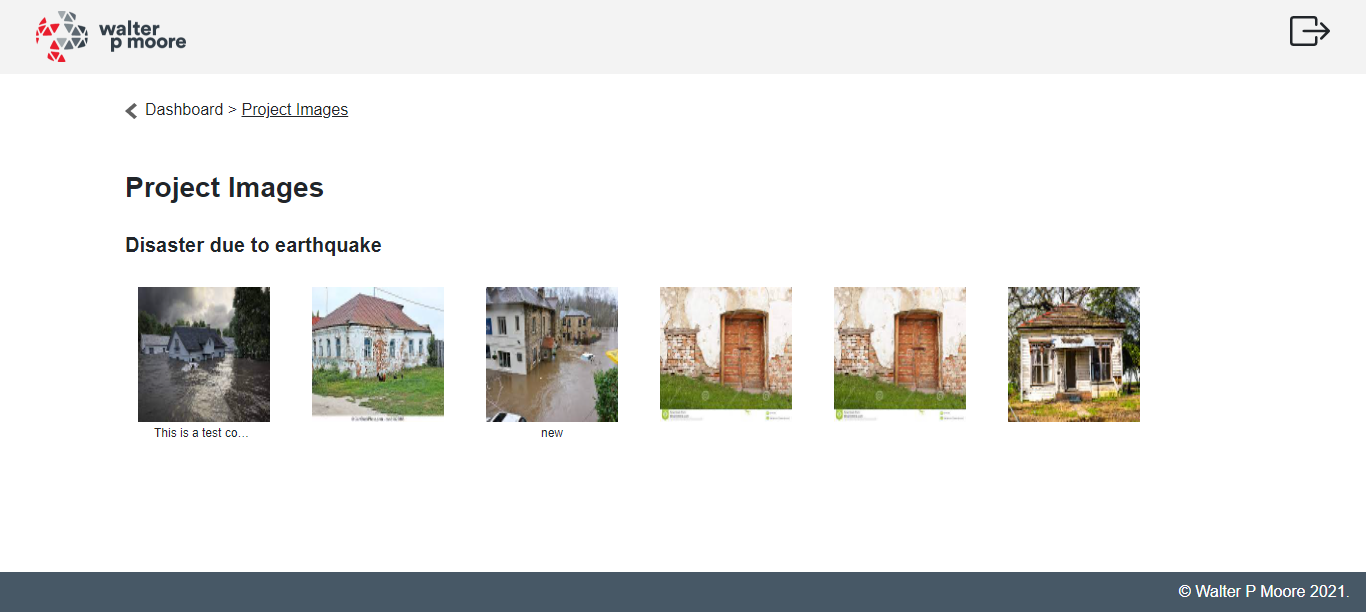 walter
p moore
Dashboard > Project Images
Project Images
Disaster due to earthquake
This is a test co...
new
© Walter P Moore 2021.